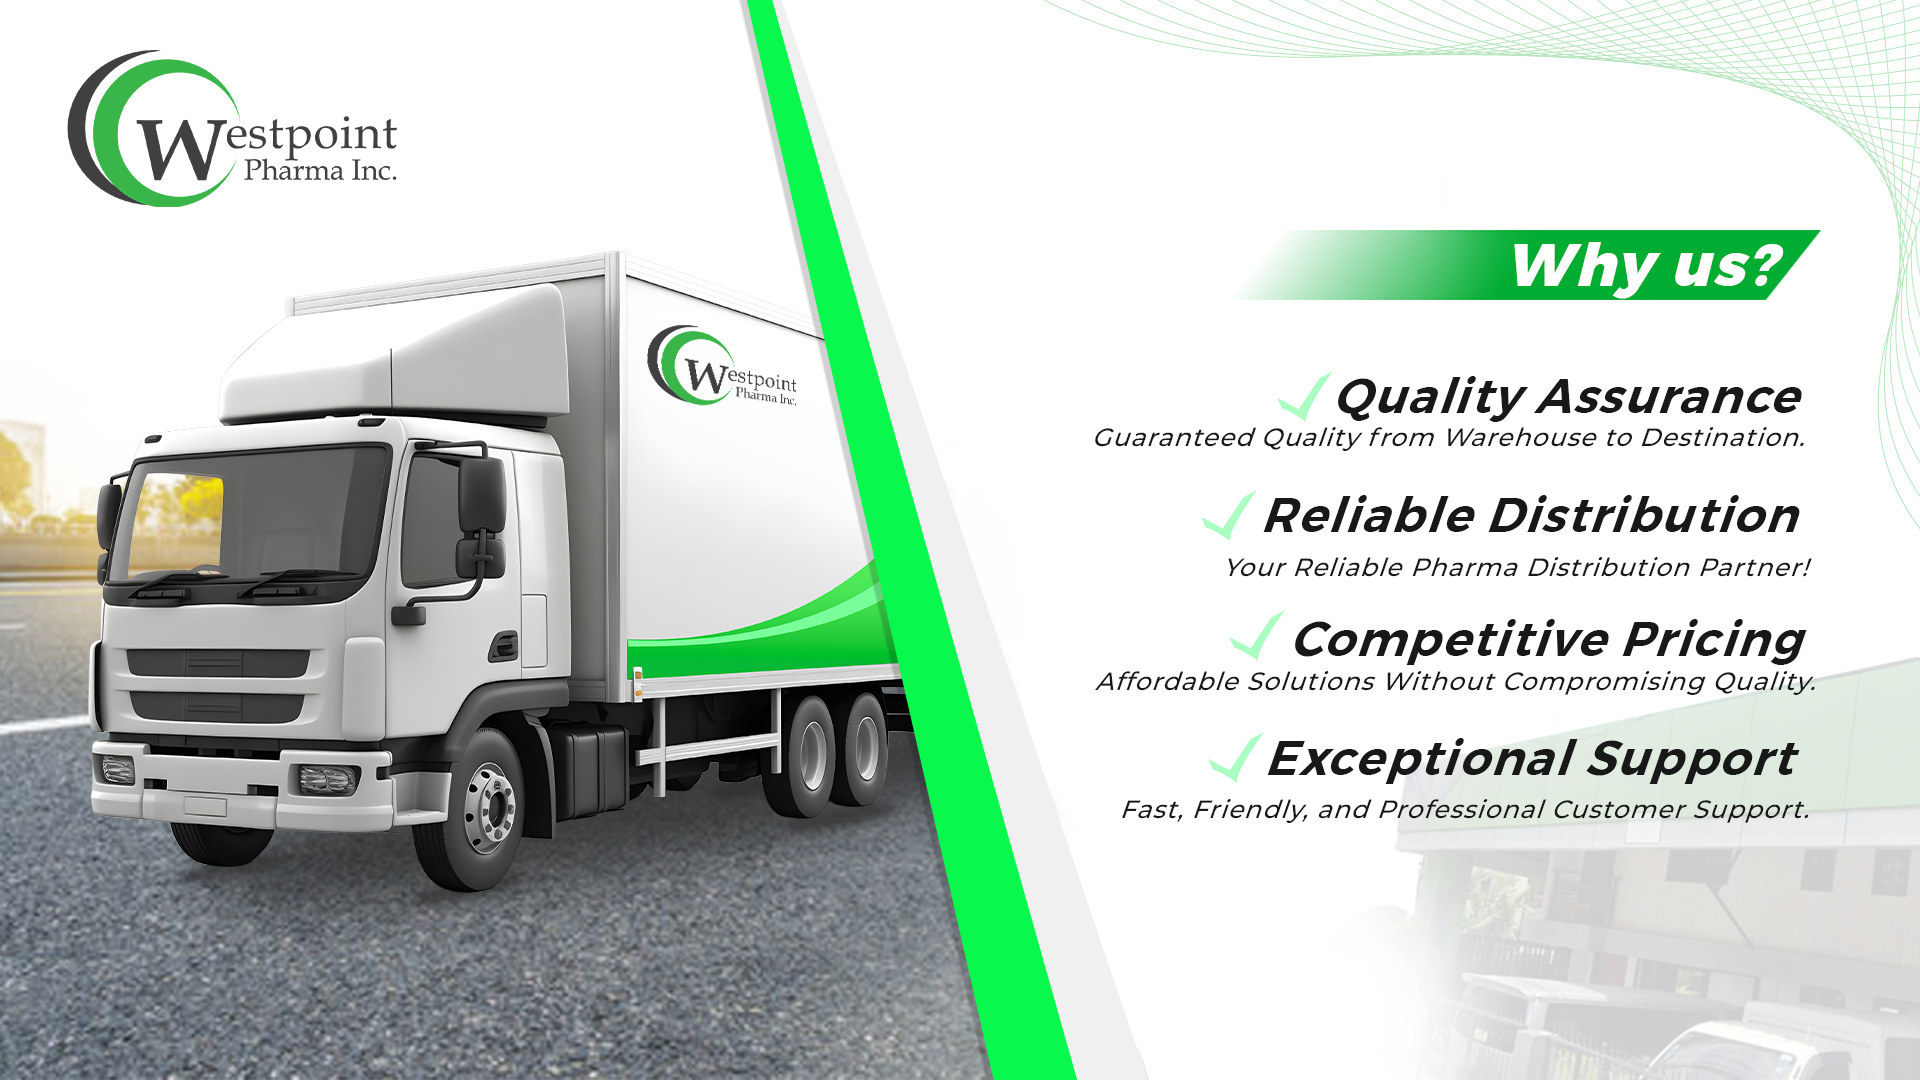 Westpoint
Pharma Inc.
Westpoint
Pharma Inc.
Why us?
Quality Assurance
Guaranteed Quality from Warehouse to Destination.
Reliable Distribution
Your Reliable Pharma Distribution Partner!
Competitive Pricing
Affordable Solutions Without Compromising Quality.
Exceptional Support
Fast, Friendly, and Professional Customer Support.